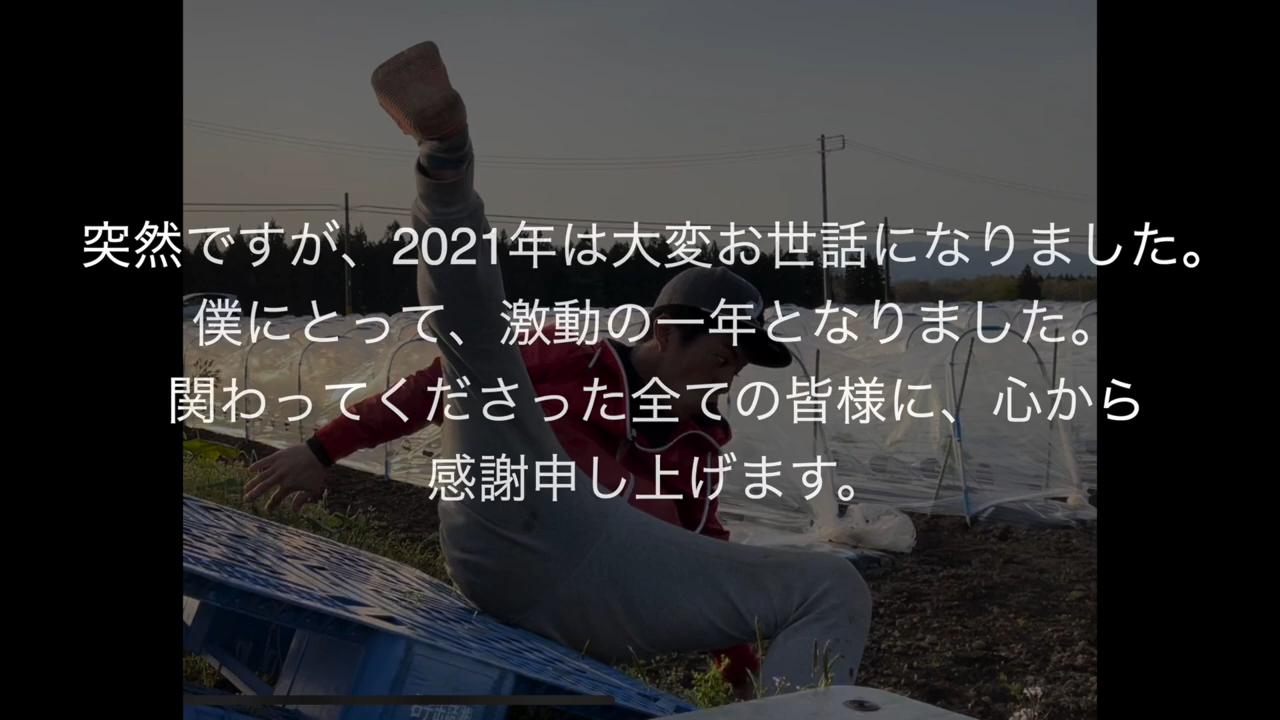 突然ですが、2021年は大変お世話になりました。
僕にとって、激動の一年となりました。
関わってくださった全ての皆様に、心から
感謝申し上げます。